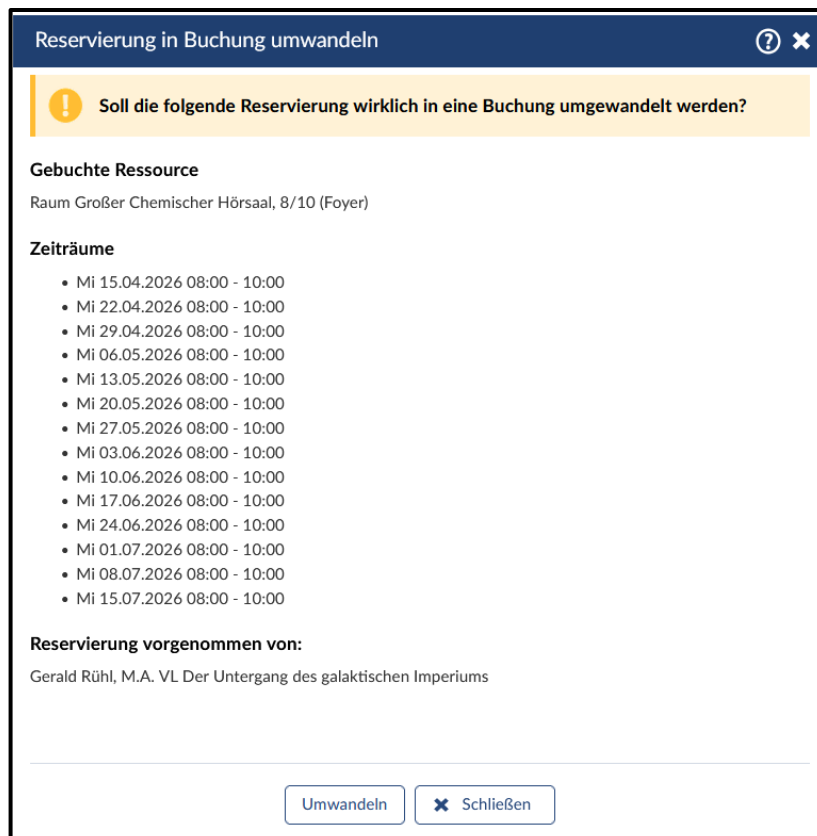 Reservierung in Buchung umwandeln
Soll die folgende Reservierung wirklich in eine Buchung umgewandelt werden?
Gebuchte Ressource
Raum Großer Chemischer Hörsaal, 8/10 (Foyer)
Zeiträume
• Mi 15.04.2026 08:00 - 10:00
• Mi 22.04.2026 08:00 - 10:00
• Mi 29.04.2026 08:00 - 10:00
• Mi 06.05.2026 08:00 - 10:00
• Mi 13.05.2026 08:00 - 10:00
• Mi 20.05.2026 08:00 - 10:00
• Mi 27.05.2026 08:00 - 10:00
• Mi 03.06.2026 08:00 - 10:00
• Mi 10.06.2026 08:00 - 10:00
• Mi 17.06.2026 08:00 - 10:00
• Mi 24.06.2026 08:00 - 10:00
• Mi 01.07.2026 08:00 - 10:00
• Mi 08.07.2026 08:00 - 10:00
• Mi 15.07.2026 08:00 - 10:00
Reservierung vorgenommen von:
Gerald Rühl, M.A. VL Der Untergang des galaktischen Imperiums
Umwandeln
Schließen